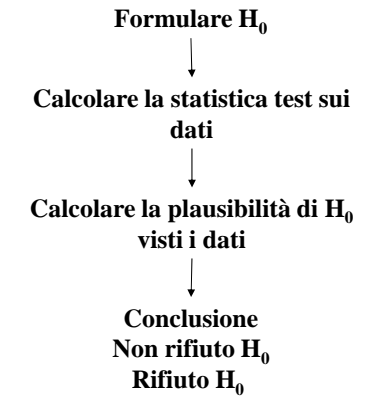 Formulare H₀
Calcolare la statistica test sui
dati
Calcolare la plausibilità di H₀
visti i dati
Conclusione
Non rifiuto H₀
Rifiuto H₀